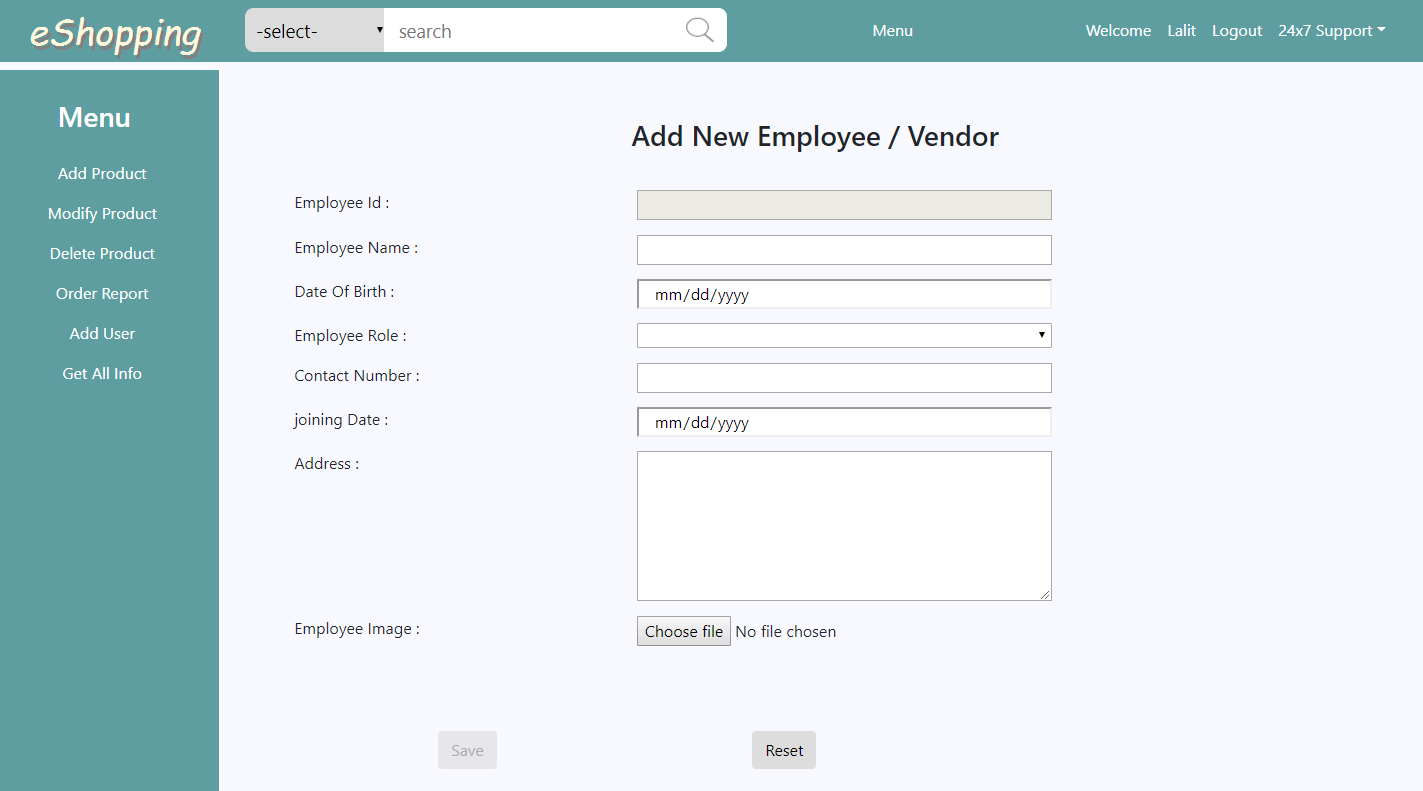 eShopping -select- search Menu Welcome Lalit Logout 24x7 Support
Menu
Add Product
Modify Product
Delete Product
Order Report
Add User
Get All Info
Add New Employee / Vendor
Employee Id :
Employee Name :
Date Of Birth : mm/dd/yyyy
Employee Role :
Contact Number :
joining Date : mm/dd/yyyy
Address :
Employee Image : Choose file No file chosen
Save Reset